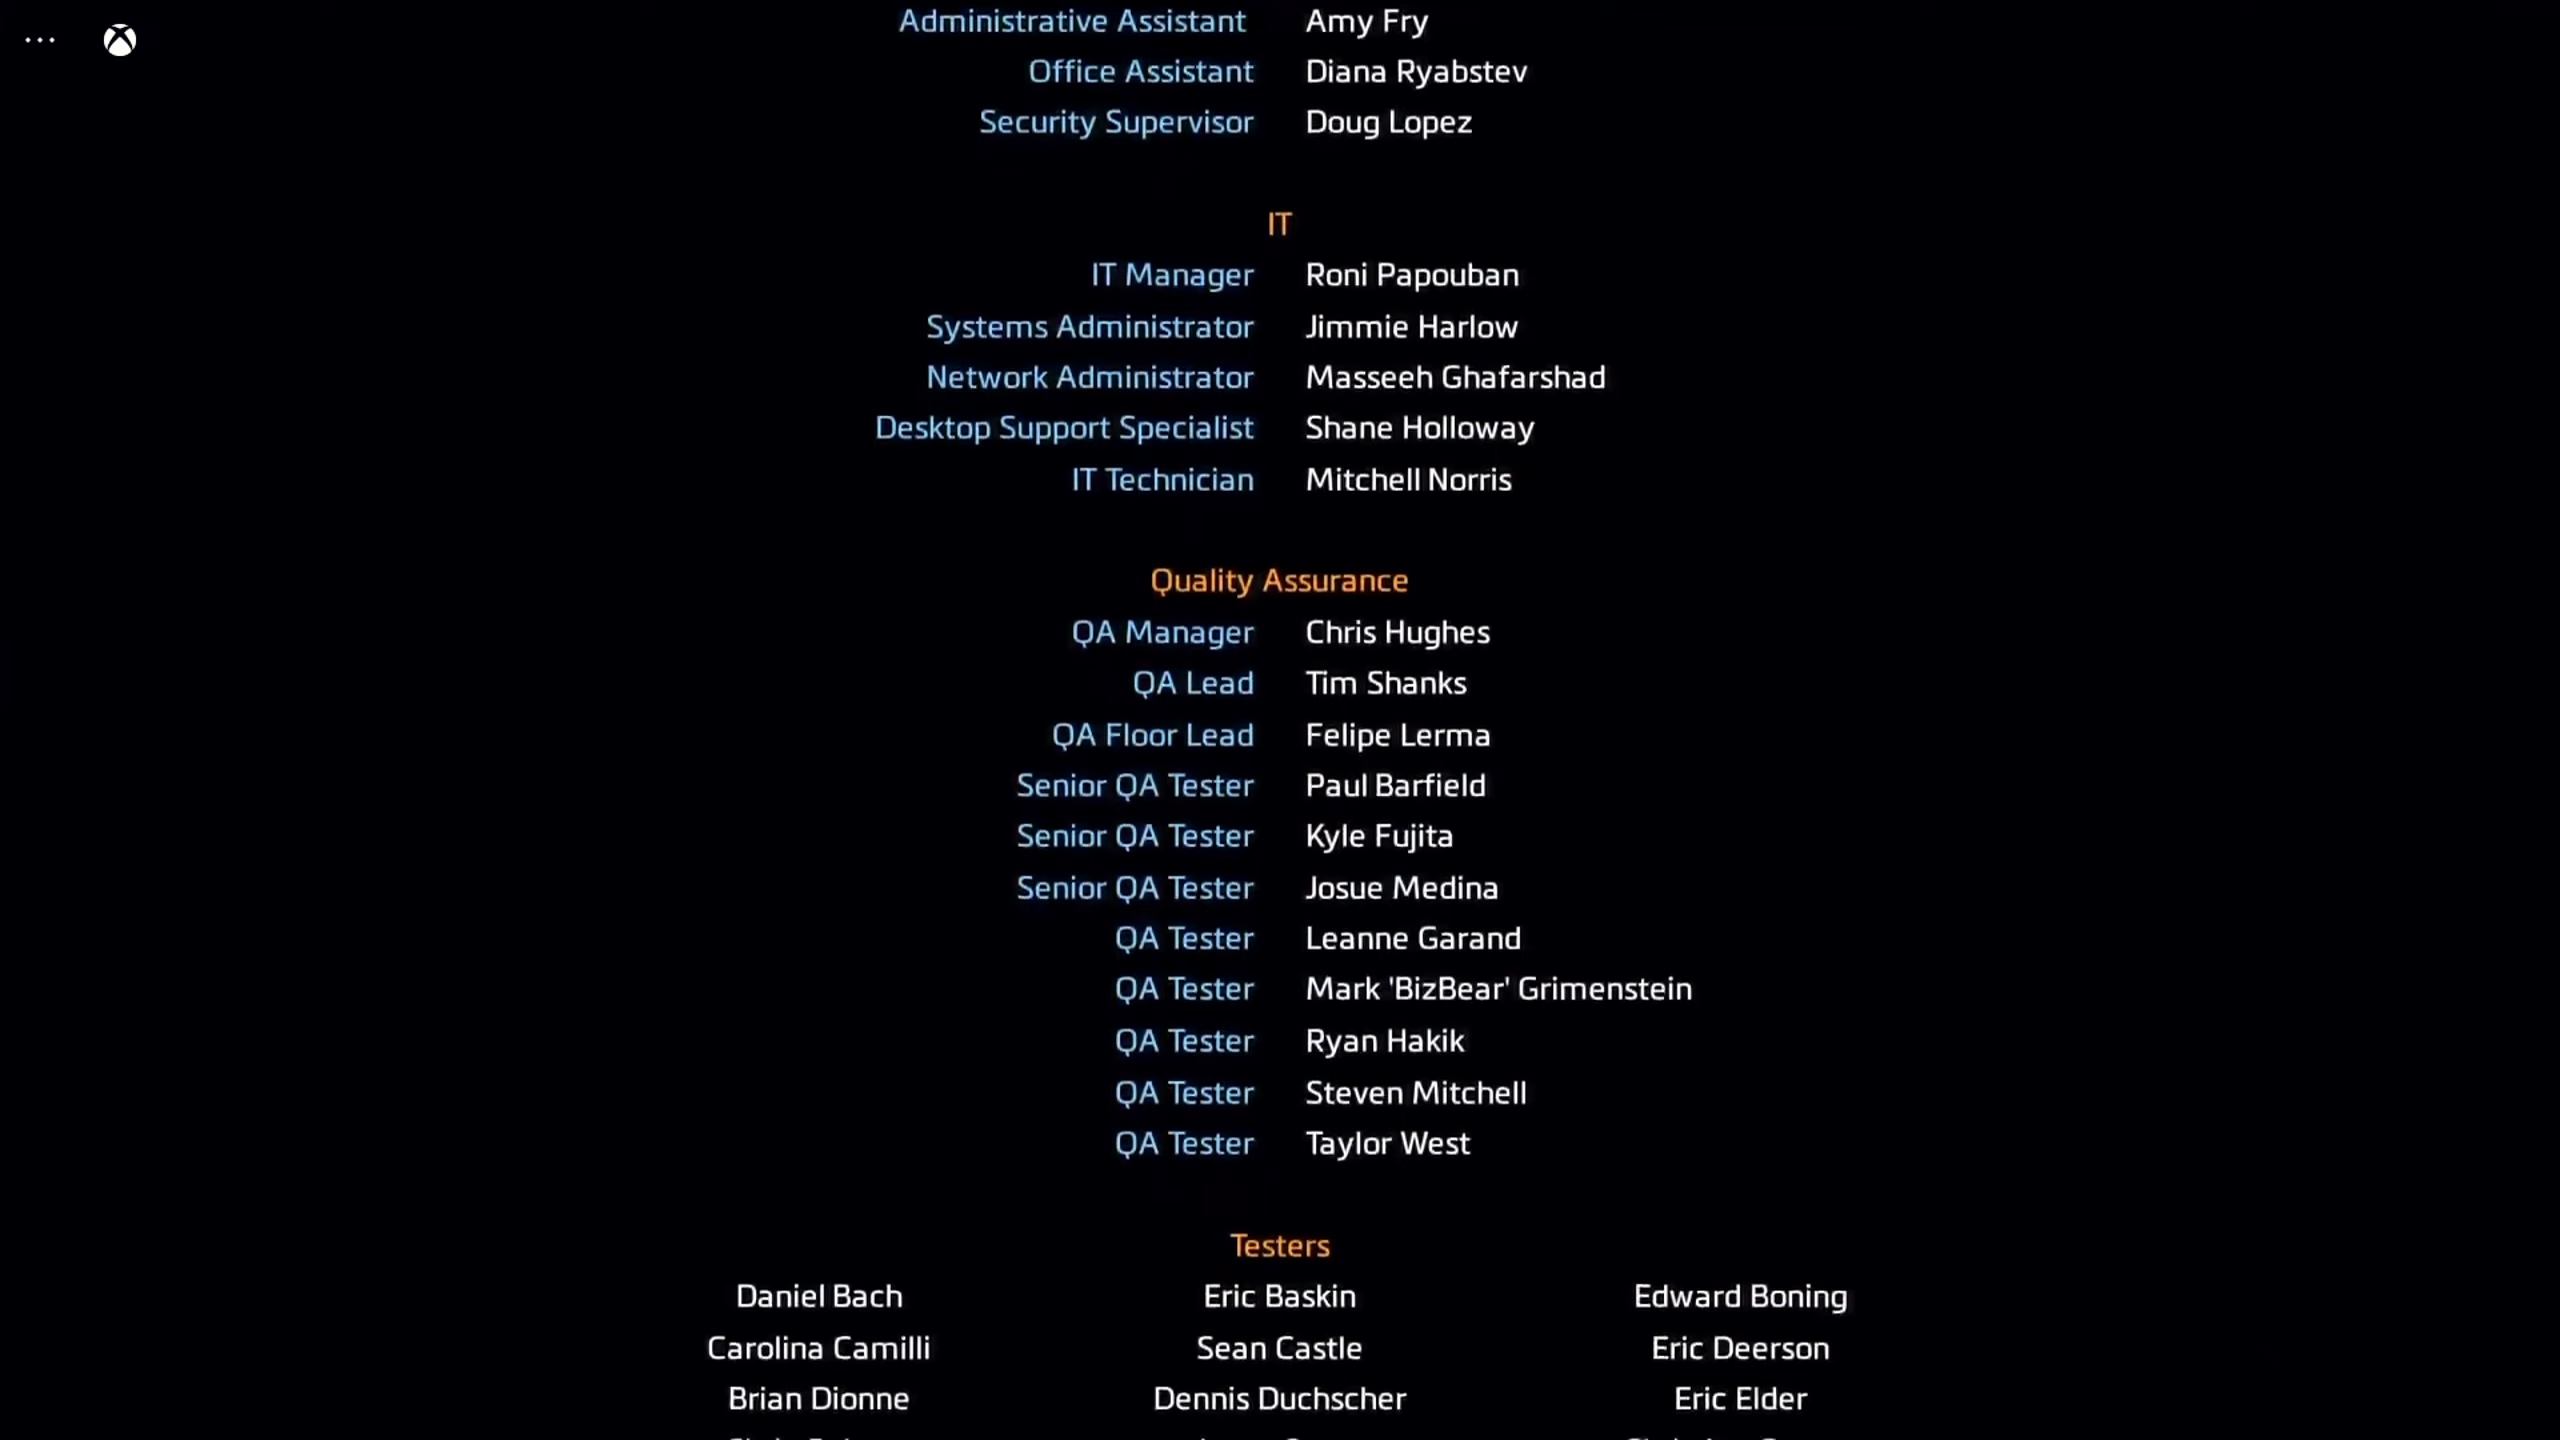 Administrative Assistant Amy Fry
Office Assistant Diana Ryabstev
Security Supervisor Doug Lopez
IT
IT Manager Roni Papouban
Systems Administrator Jimmie Harlow
Network Administrator Masseeh Ghafarshad
Desktop Support Specialist Shane Holloway
IT Technician Mitchell Norris
Quality Assurance
QA Manager Chris Hughes
QA Lead Tim Shanks
QA Floor Lead Felipe Lerma
Senior QA Tester Paul Barfield
Senior QA Tester Kyle Fujita
Senior QA Tester Josue Medina
QA Tester Leanne Garand
QA Tester Mark 'BizBear' Grimenstein
QA Tester Ryan Hakik
QA Tester Steven Mitchell
QA Tester Taylor West
Testers
Daniel Bach Eric Baskin Edward Boning
Carolina Camilli Sean Castle Eric Deerson
Brian Dionne Dennis Duchscher Eric Elder